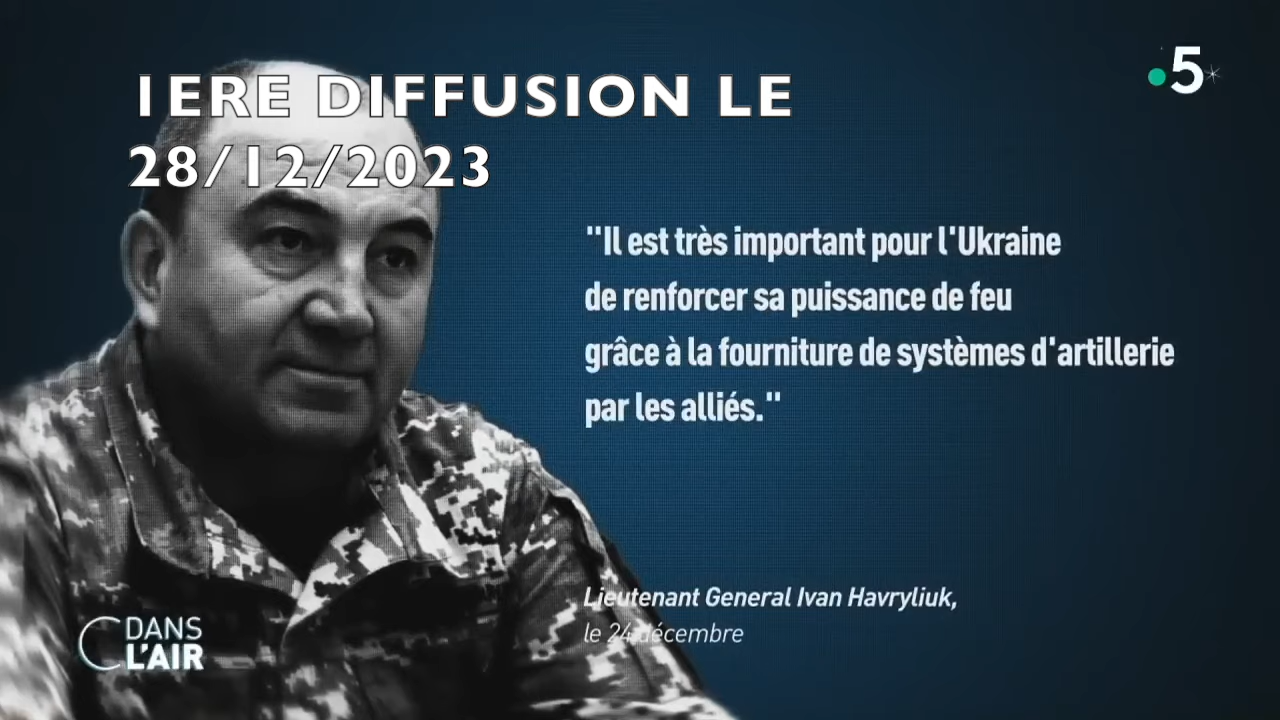 1ERE DIFFUSION LE
28/12/2023
5
"Il est très important pour l'Ukraine
de renforcer sa puissance de feu
grâce à la fourniture de systèmes d'artillerie
par les alliés."
Lieutenant General Ivan Havryliuk,
le 24 décembre
C DANS
L'AIR